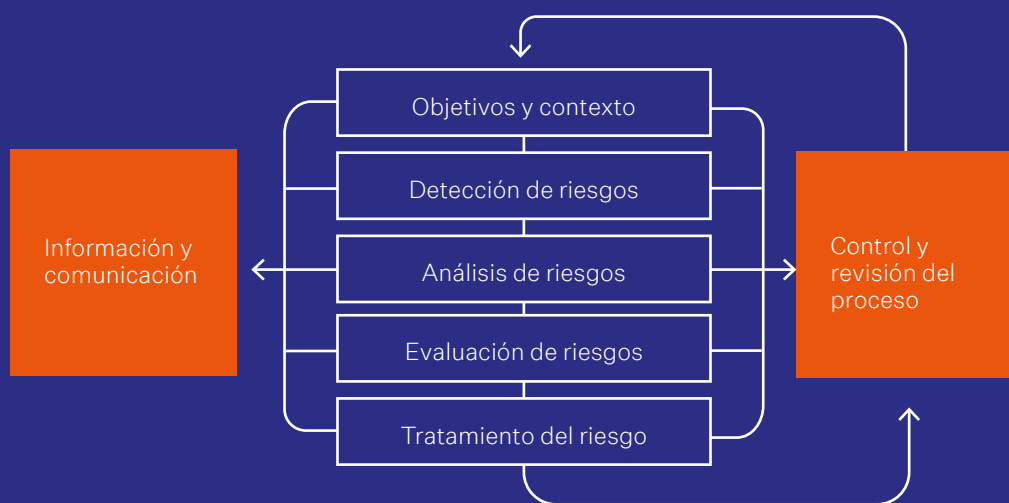 Objetivos y contexto
Detección de riesgos
Análisis de riesgos
Evaluación de riesgos
Tratamiento del riesgo
Información y
comunicación
Control y
revisión del
proceso